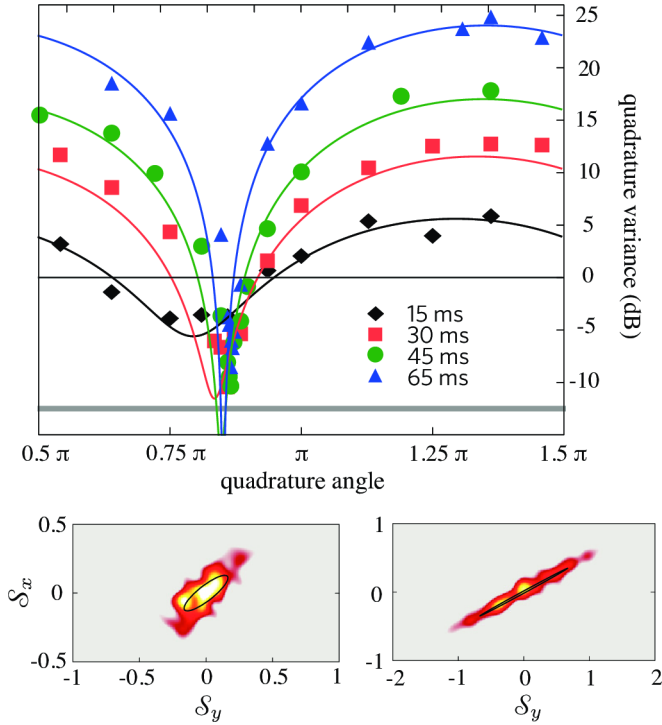 25
20
15
10
5
0
-5
-10
quadrature variance (dB)
15 ms
30 ms
45 ms
65 ms
0.5 π 0.75 π π 1.25 π 1.5 π
quadrature angle
0.5
0
-0.5
𝒮x
-1 -0.5 0 0.5 1
𝒮y
1
0
-1
-2 -1 0 1 2
𝒮y